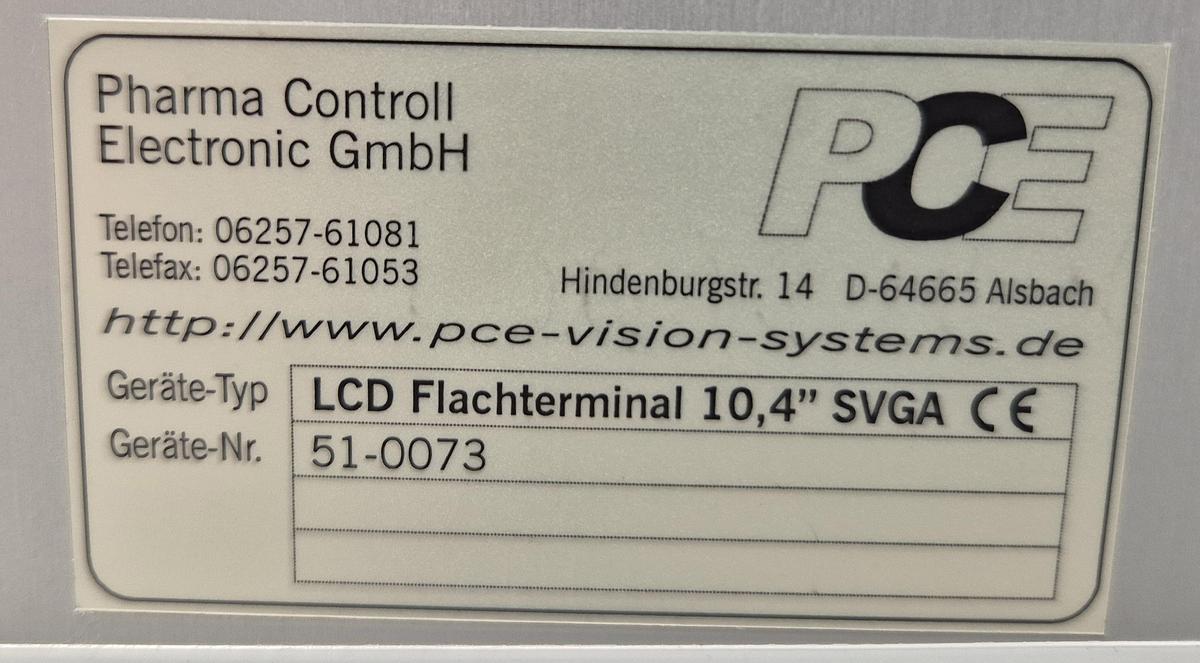 Pharma Controll
Electronic GmbH
PCE
Telefon: 06257-61081
Telefax: 06257-61053
Hindenburgstr. 14 D-64665 Alsbach
http://www.pce-vision-systems.de
Geräte-Typ LCD Flachterminal 10,4” SVGA CE
Geräte-Nr. 51-0073